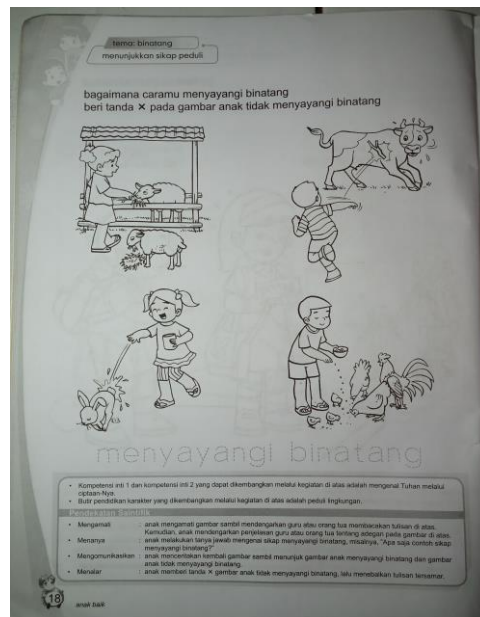 tema: binatang
menunjukkan sikap peduli
bagaimana caramu menyayangi binatang
beri tanda × pada gambar anak tidak menyayangi binatang
menyayangi binatang
• Kompetensi inti 1 dan kompetensi inti 2 yang dapat dikembangkan melalui kegiatan di atas adalah mengenal Tuhan melalui
ciptaan-Nya.
• Butir pendidikan karakter yang dikembangkan melalui kegiatan di atas adalah peduli lingkungan.
Pendekatan Saintifik
• Mengamati : anak mengamati gambar sambil mendengarkan guru atau orang tua membacakan tulisan di atas.
Kemudian, anak mendengarkan penjelasan guru atau orang tua tentang adegan pada gambar di atas.
• Menanya : anak melakukan tanya jawab mengenai sikap menyayangi binatang, misalnya, "Apa saja contoh sikap
menyayangi binatang?"
• Mengomunikasikan : anak menceritakan kembali gambar sambil menunjuk gambar anak menyayangi binatang dan gambar
anak tidak menyayangi binatang.
• Menalar : anak memberi tanda × gambar anak tidak menyayangi binatang, lalu menebalkan tulisan tersamar.
18
anak baik